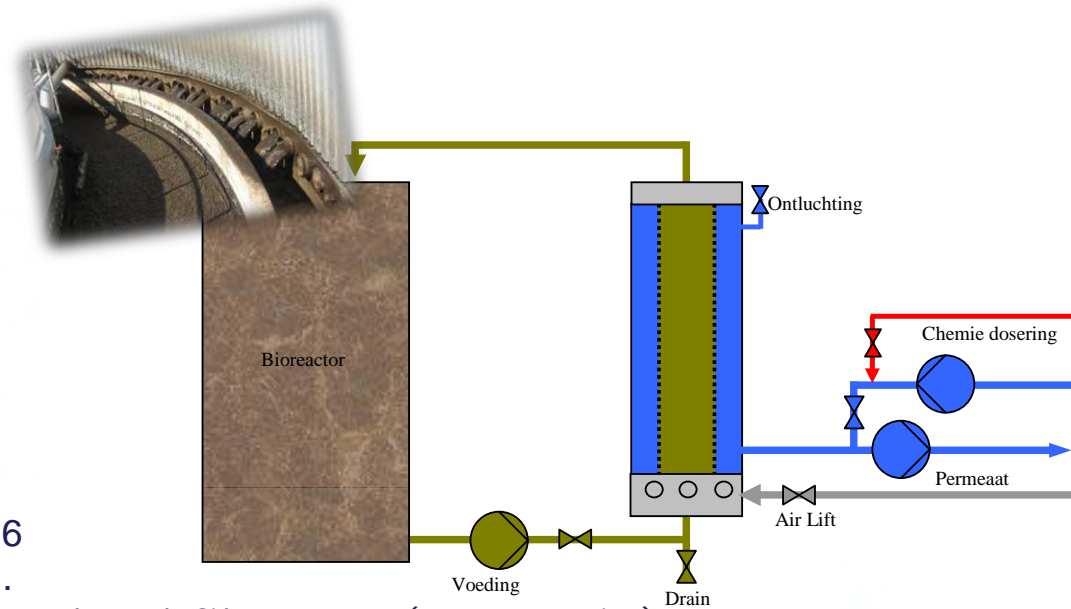 Ontluchting
Chemie dosering
Bioreactor
Permeaat
Air Lift
6
.
Voeding
Drain